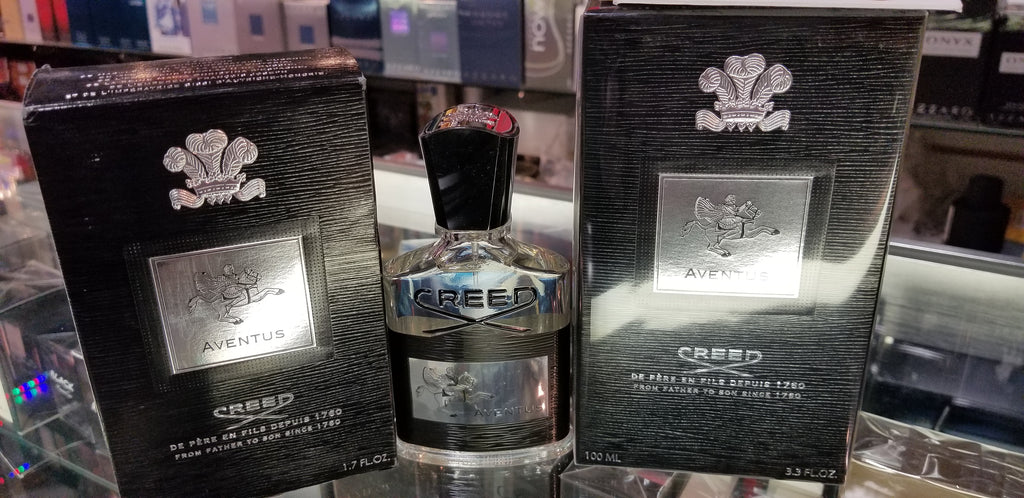 AVENTUS
CREED
DE PÈRE EN FILS DEPUIS 1760
FROM FATHER TO SON SINCE 1760
1.7 FL.OZ.
CREED
AVENTUS
AVENTUS
CREED
DE PÈRE EN FILS DEPUIS 1760
FROM FATHER TO SON SINCE 1760
100 ML
3.3 FL.OZ.
ONYX
AZZARO